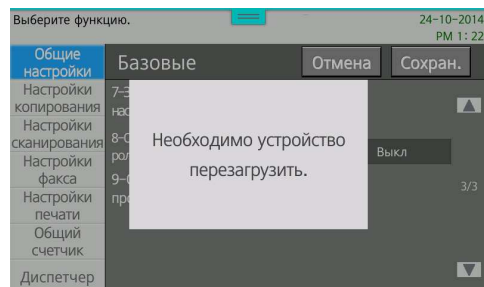 Выберите функцию.
24-10-2014
PM 1: 22
Общие
настройки
Базовые
Отмена
Сохран.
Настройки
копирования
Настройки
сканирования
Настройки
факса
Настройки
печати
Общий
счетчик
Диспетчер
Необходимо устройство
перезагрузить.
Выкл
3/3